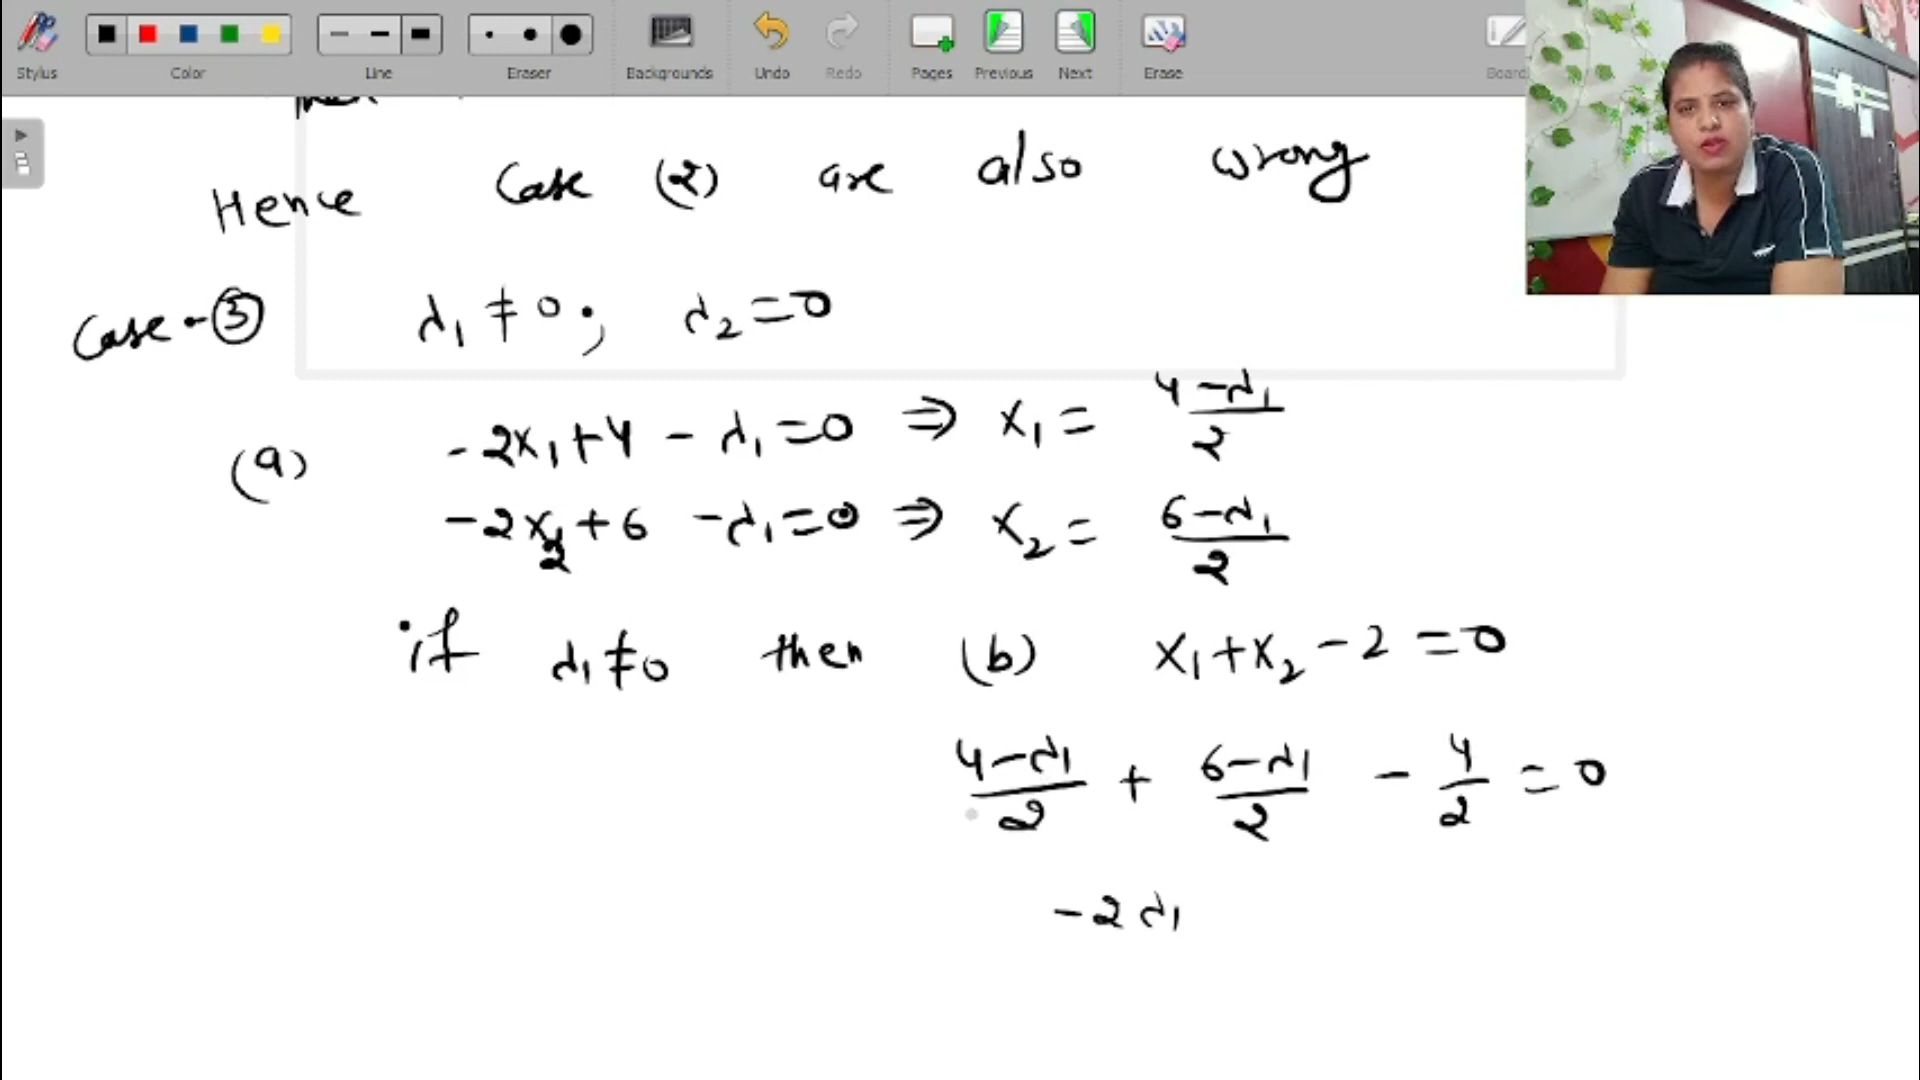 Stylus Color Line Eraser Backgrounds Undo Redo Pages Previous Next Erase Board
Hence Case (2) are also wrong
Case-③ λ₁ ≠ 0; λ₂ = 0
(a) -2x₁+4 - λ₁ = 0 ⇒ x₁ = (4-λ₁)/2
-2x₂+6 -λ₁ = 0 ⇒ x₂ = (6-λ₁)/2
if λ₁≠0 then (b) x₁+x₂-2 = 0
(4-λ₁)/2 + (6-λ₁)/2 - 4/2 = 0
-2λ₁